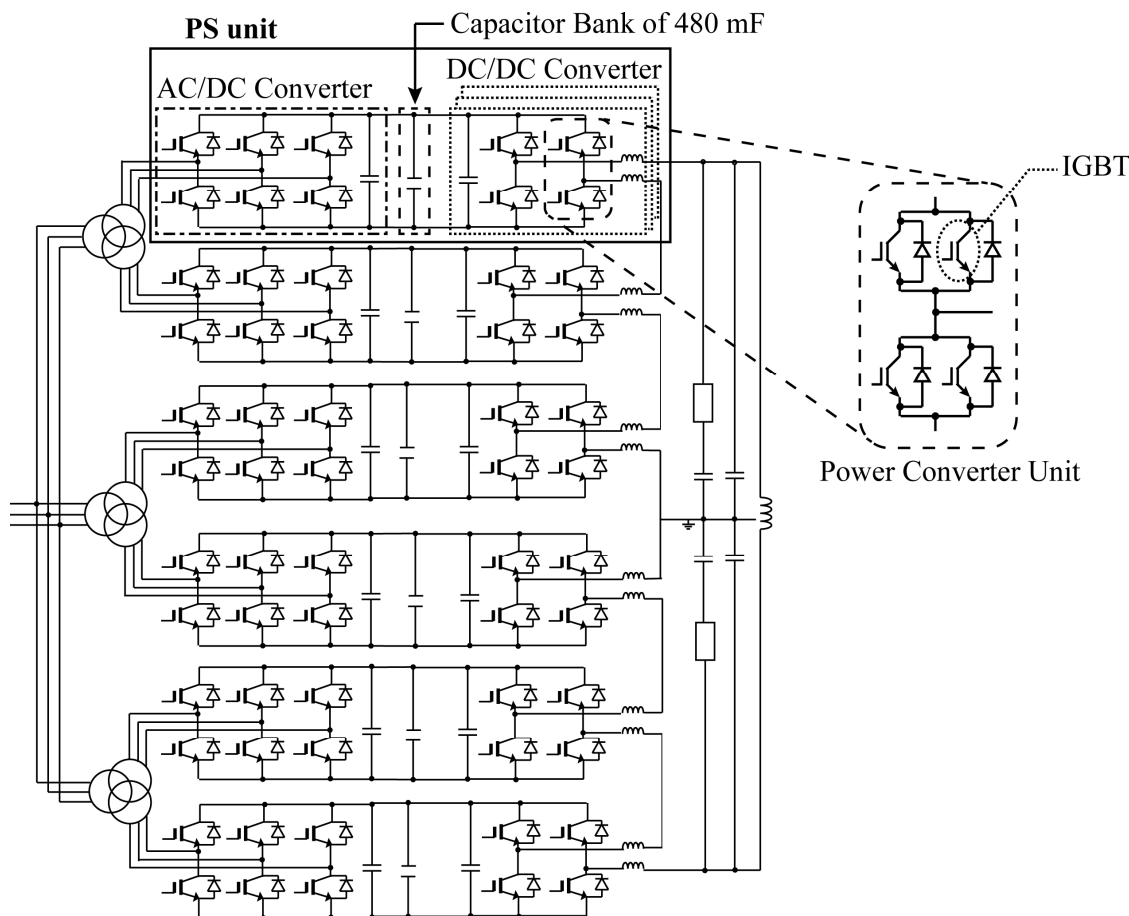 PS unit
Capacitor Bank of 480 mF
AC/DC Converter
DC/DC Converter
IGBT
Power Converter Unit